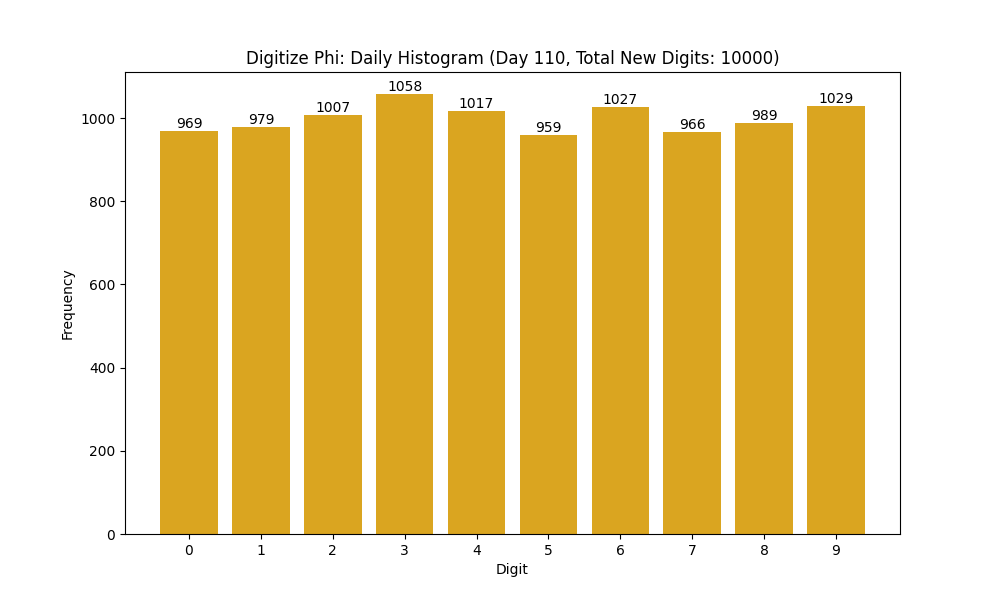 Digitize Phi: Daily Histogram (Day 110, Total New Digits: 10000)
969 979 1007 1058 1017 959 1027 966 989 1029
1000
800
600
400
200
0
Frequency
0 1 2 3 4 5 6 7 8 9
Digit